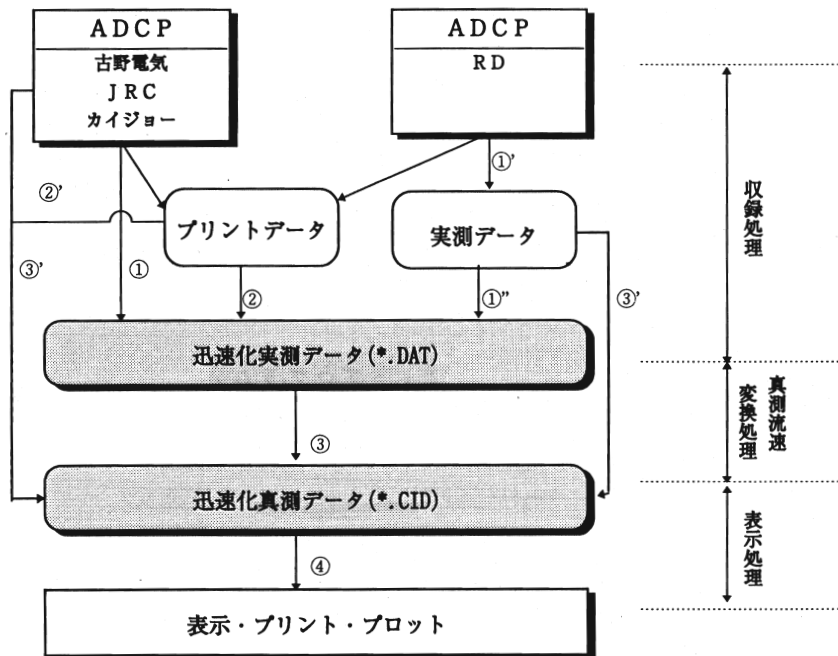 ADCP
古野電気
JRC
カイジョー
ADCP
RD
①'
②'
プリントデータ
実測データ
収録処理
③'
①
②
①"
③'
迅速化実測データ(*.DAT)
真測流速
変換処理
③
迅速化真測データ(*.CID)
④
表示処理
表示・プリント・プロット